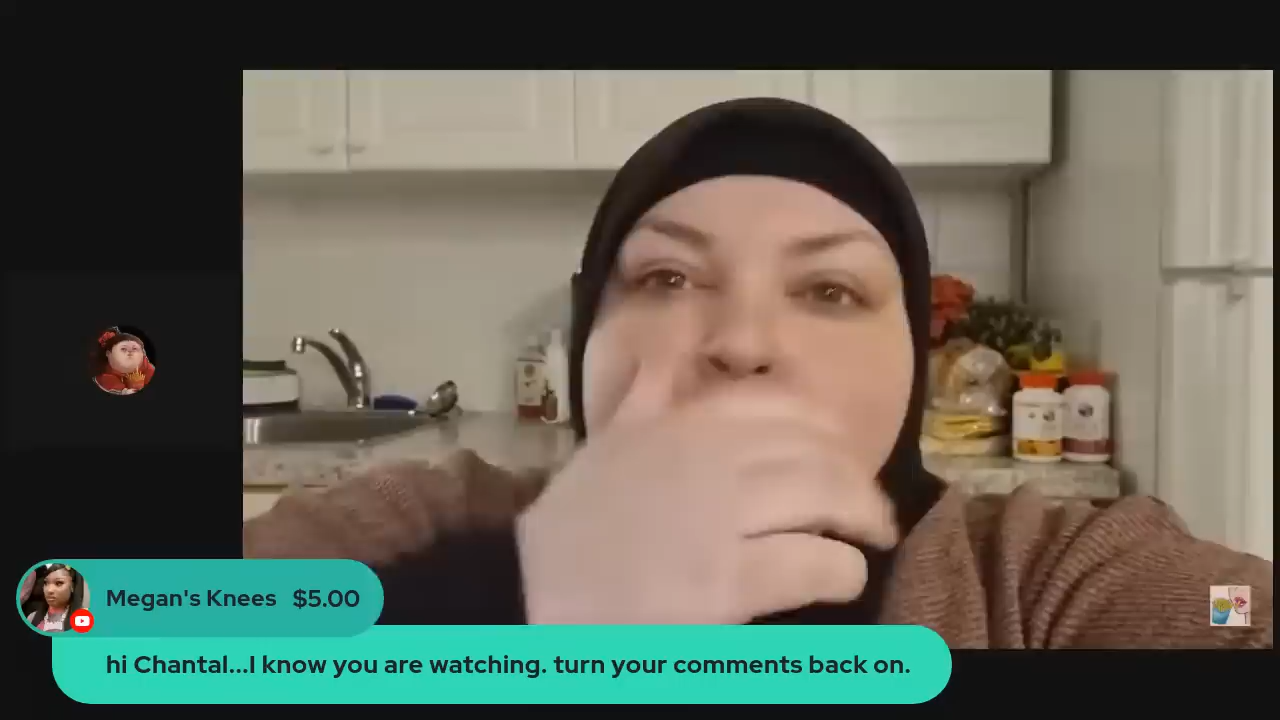 Megan's Knees $5.00
hi Chantal...I know you are watching. turn your comments back on.